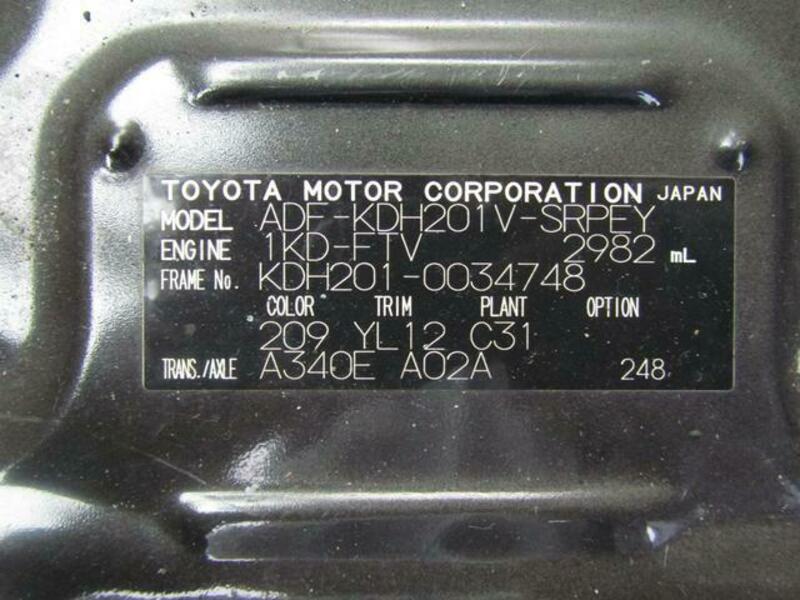 TOYOTA MOTOR CORPORATION JAPAN
MODEL ADF-KDH201V-SRPEY
ENGINE 1KD-FTV 2982 mL
FRAME No. KDH201-0034748
COLOR TRIM PLANT OPTION
209 YL12 C31
TRANS./AXLE A340E A02A 248